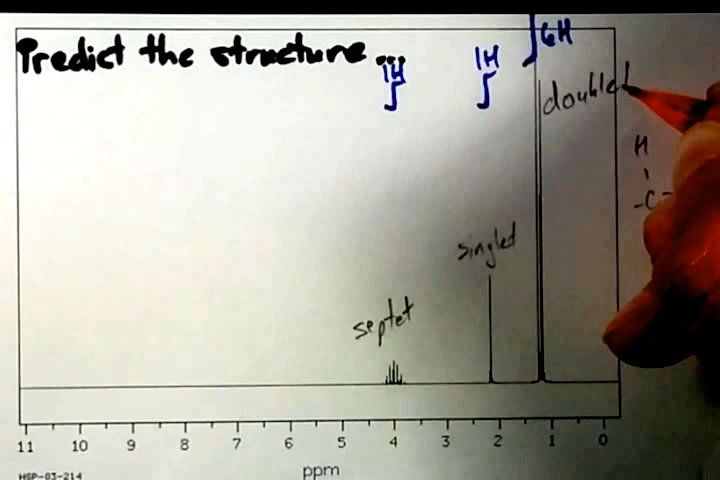 Predict the structure...
1H
1H
6H
doublet
H
-C-
singlet
septet
11 10 9 8 7 6 5 4 3 2 1 0
HSP-03-214
ppm